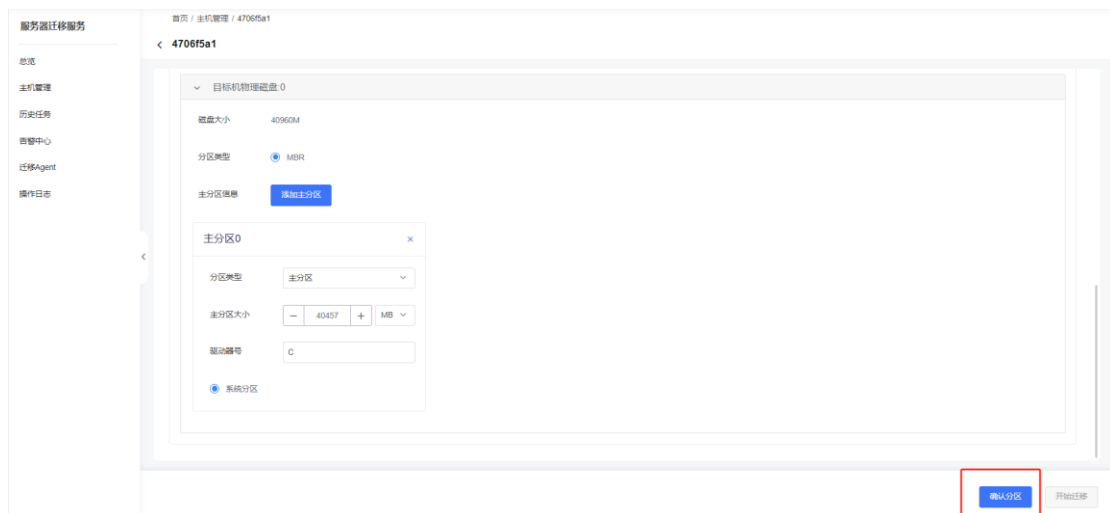 服务器迁移服务
首页 / 主机管理 / 4706f5a1
< 4706f5a1
总览
主机管理
历史任务
告警中心
迁移Agent
操作日志
目标机物理磁盘:0
磁盘大小 40960M
分区类型 MBR
主分区信息 添加主分区
主分区0 ×
分区类型 主分区
主分区大小 − 40457 + MB
驱动器号 C
系统分区
确认分区 开始迁移